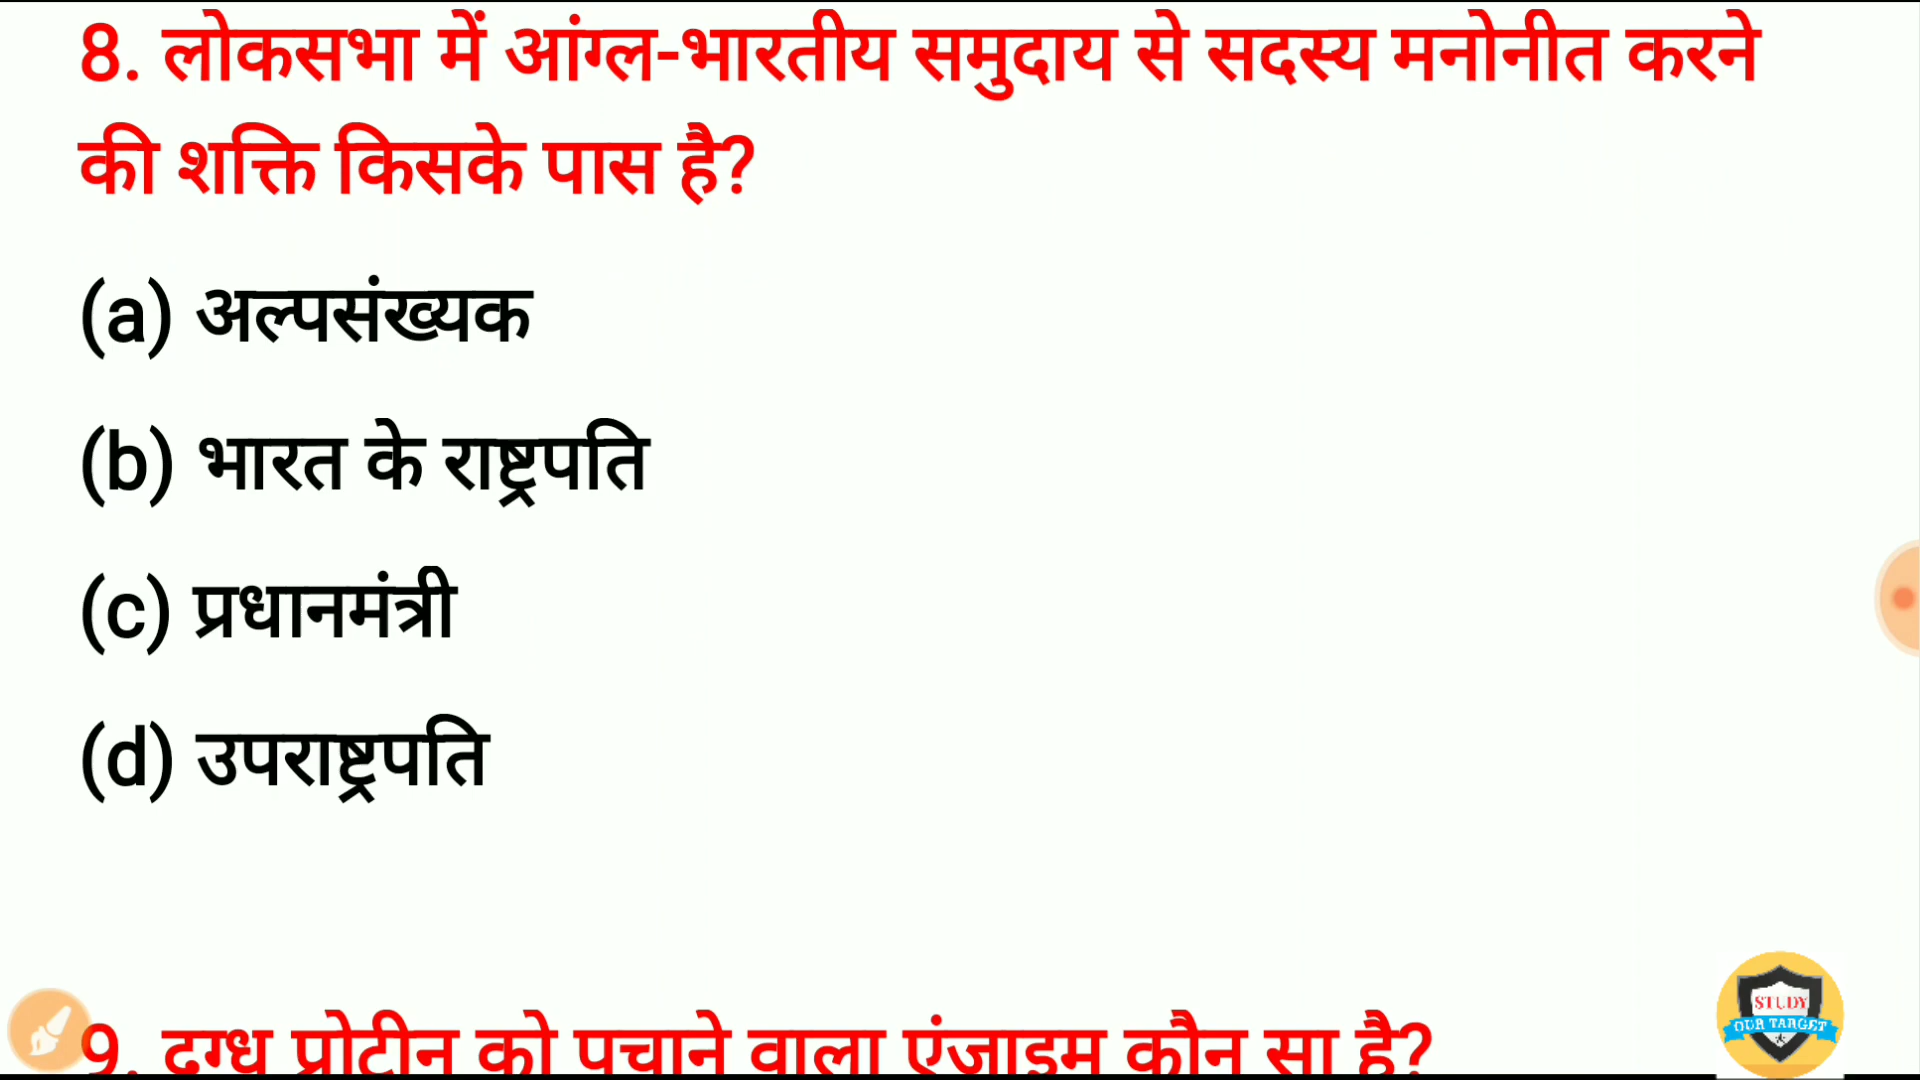 8. लोकसभा में आंग्ल-भारतीय समुदाय से सदस्य मनोनीत करने
की शक्ति किसके पास है?
(a) अल्पसंख्यक
(b) भारत के राष्ट्रपति
(c) प्रधानमंत्री
(d) उपराष्ट्रपति
9. दुग्ध प्रोटीन को पचाने वाला एंजाइम कौन सा है?
STUDY
OUR TARGET